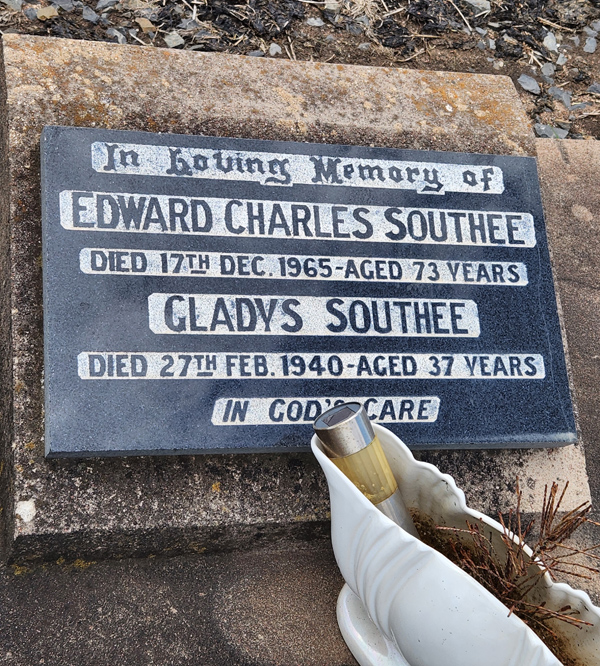 In Loving Memory of
EDWARD CHARLES SOUTHEE
DIED 17TH DEC. 1965-AGED 73 YEARS
GLADYS SOUTHEE
DIED 27TH FEB. 1940-AGED 37 YEARS
IN GOD'S CARE